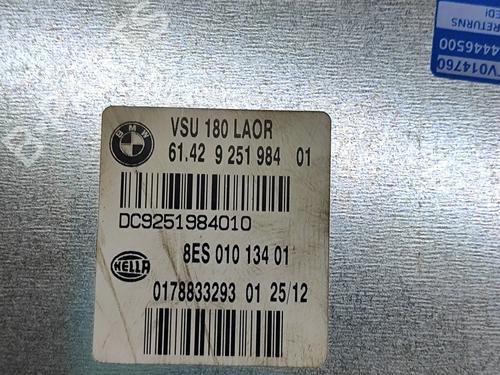 BMW
VSU 180 LAOR
61.42 9 251 984 01
DC9251984010
8ES 010 134 01
HELLA
0178833293 01 25/12
V014760
4446500
RETURNS